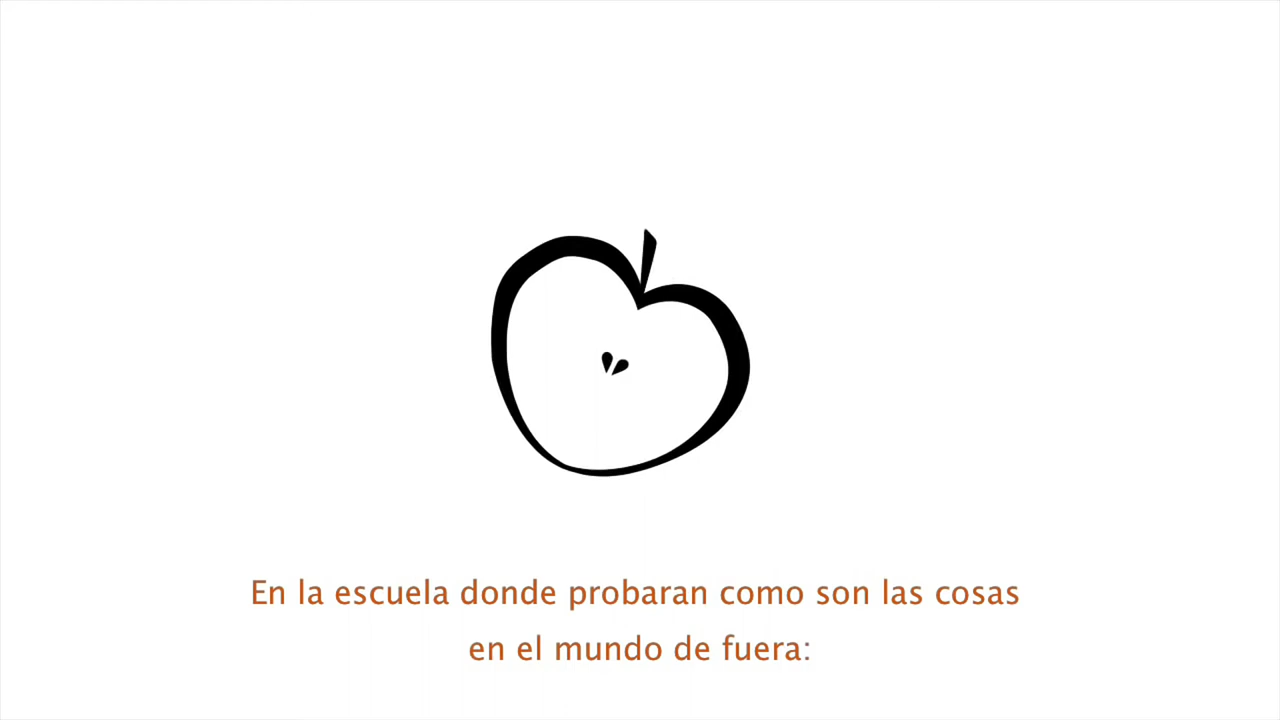 En la escuela donde probaran como son las cosas
en el mundo de fuera: